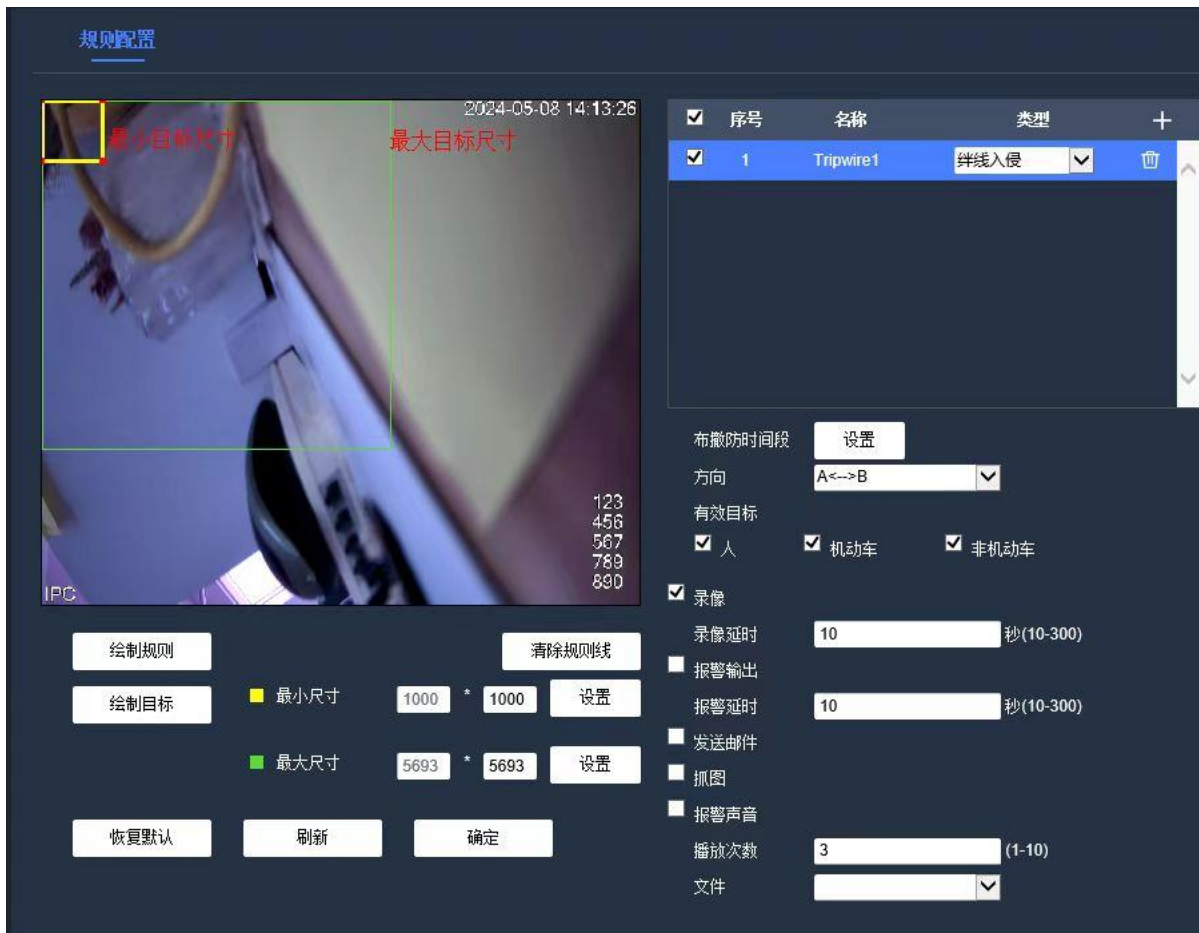 规则配置
2024-05-08 14:13:26
最小目标尺寸
最大目标尺寸
123
456
567
789
890
IPC
绘制规则
清除规则线
绘制目标
最小尺寸 1000 * 1000 设置
最大尺寸 5693 * 5693 设置
恢复默认 刷新 确定
序号 名称 类型
1 Tripwire1 绊线入侵
布撤防时间段 设置
方向 A<-->B
有效目标
人 机动车 非机动车
录像
录像延时 10 秒(10-300)
报警输出
报警延时 10 秒(10-300)
发送邮件
抓图
报警声音
播放次数 3 (1-10)
文件